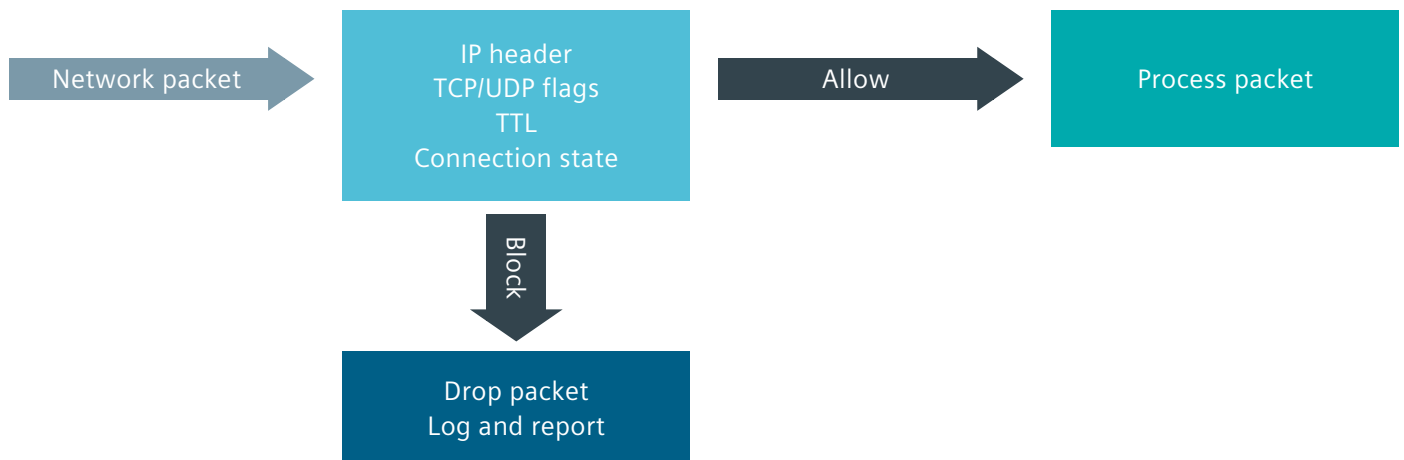 Network packet
IP header
TCP/UDP flags
TTL
Connection state
Allow
Process packet
Block
Drop packet
Log and report